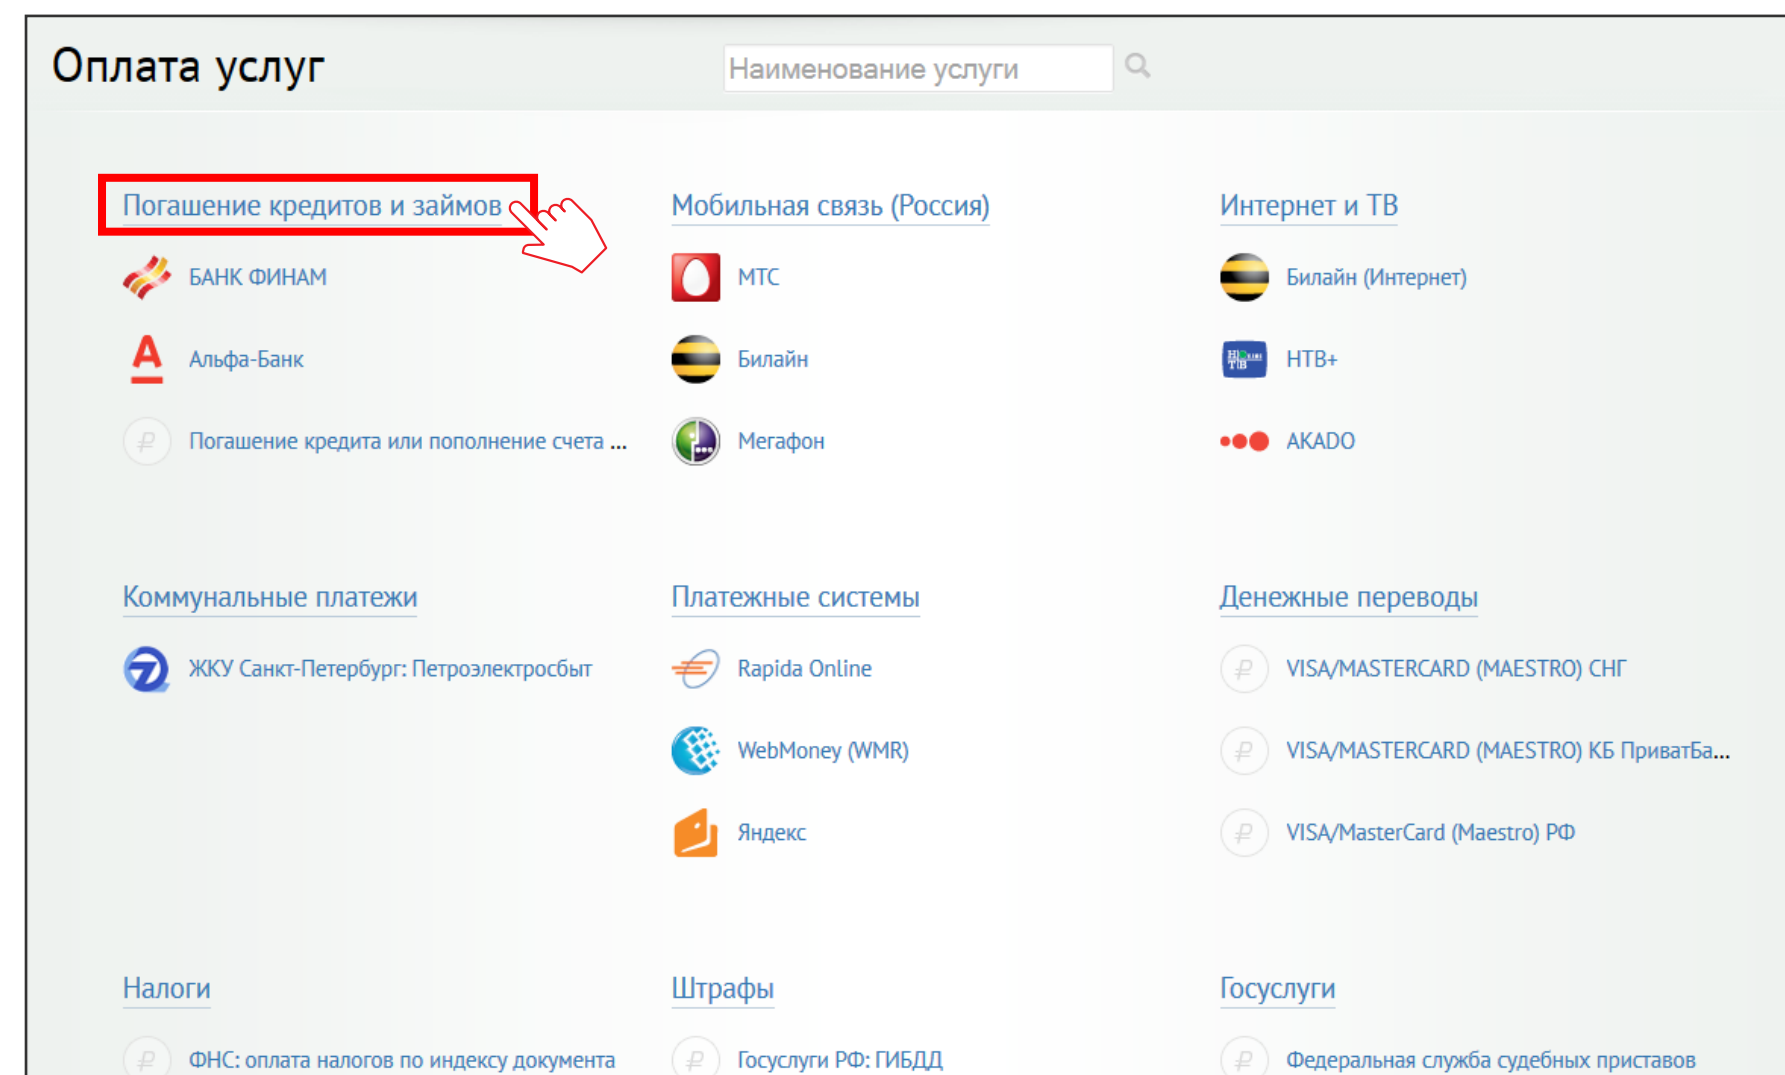 Оплата услуг
Наименование услуги
Погашение кредитов и займов
БАНК ФИНАМ
Альфа-Банк
Погашение кредита или пополнение счета ...
Мобильная связь (Россия)
МТС
Билайн
Мегафон
Интернет и ТВ
Билайн (Интернет)
НТВ+
AKADO
Коммунальные платежи
ЖКУ Санкт-Петербург: Петроэлектросбыт
Платежные системы
Rapida Online
WebMoney (WMR)
Яндекс
Денежные переводы
VISA/MASTERCARD (MAESTRO) СНГ
VISA/MASTERCARD (MAESTRO) КБ ПриватБа...
VISA/MasterCard (Maestro) РФ
Налоги
ФНС: оплата налогов по индексу документа
Штрафы
Госуслуги РФ: ГИБДД
Госуслуги
Федеральная служба судебных приставов